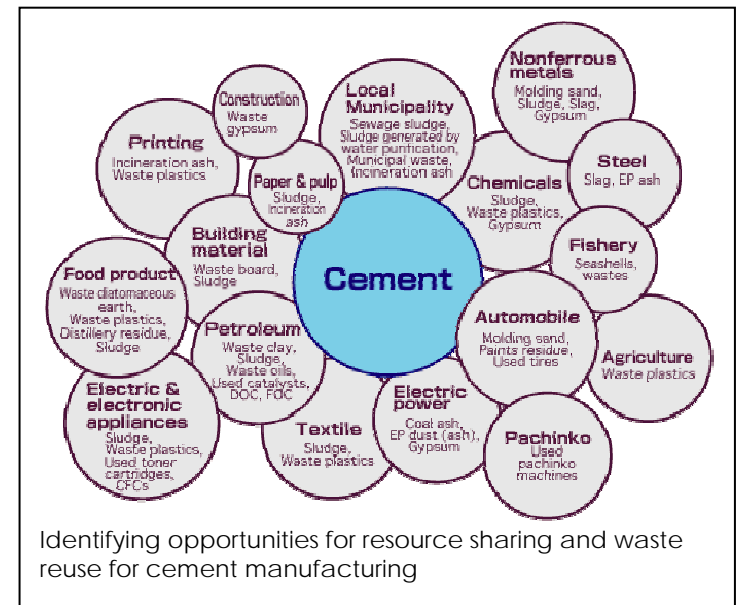 Nonferrous
metals
Molding sand,
Sludge, Slag,
Gypsum
Construction
Waste
gypsum
Local
Municipality
Sewage sludge,
Sludge generated by
water purification,
Municipal waste,
Incineration ash
Printing
Incineration ash,
Waste plastics
Steel
Slag, EP ash
Paper & pulp
Sludge,
Incineration
ash
Chemicals
Sludge,
Waste plastics,
Gypsum
Building
material
Waste board,
Sludge
Fishery
Seashells,
wastes
Cement
Food product
Waste diatomaceous
earth,
Waste plastics,
Distillery residue,
Sludge
Petroleum
Waste clay,
Sludge,
Waste oils,
Used catalysts,
Automobile
Molding sand,
Paints residue,
Used tires
Agriculture
Waste plastics
Electric &
electronic
appliances
Sludge,
Waste plastics,
Used toner
cartridges,
CFCs
Textile
Sludge,
Waste plastics
Electric
power
Coal ash,
EP dust (ash),
Gypsum
Pachinko
Used
pachinko
machines
Identifying opportunities for resource sharing and waste
reuse for cement manufacturing